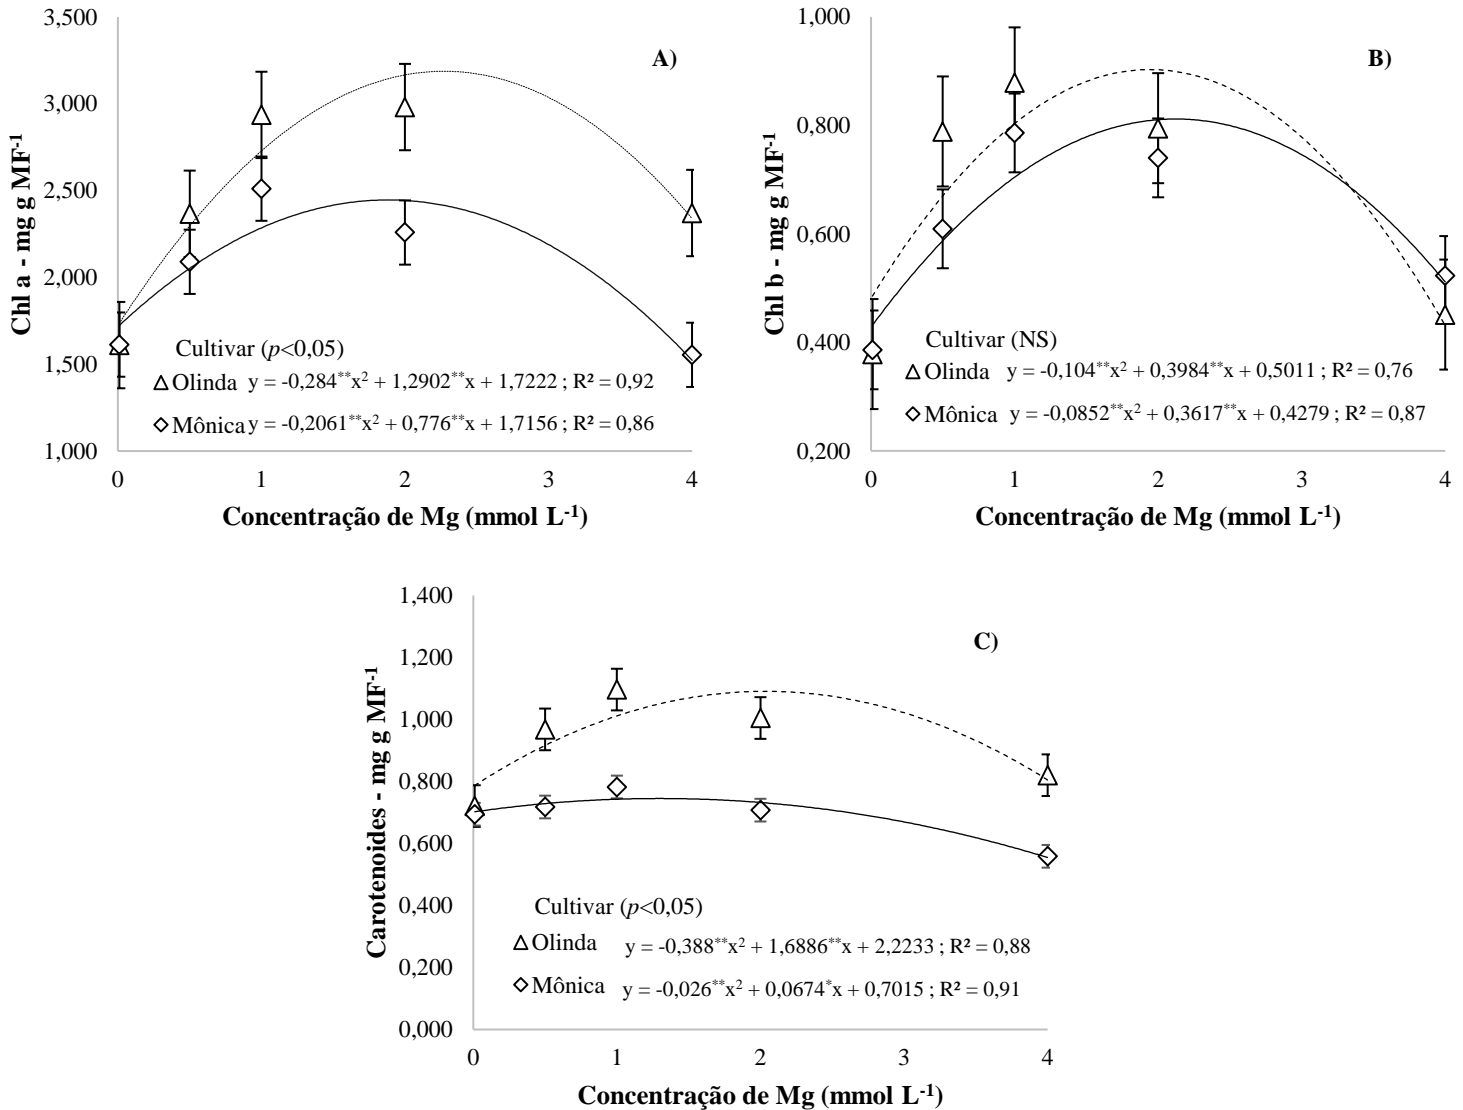 A)
Chl a - mg g MF⁻¹
3,500
3,000
2,500
2,000
1,500
1,000
Cultivar (p<0,05)
Olinda y = -0,284**x² + 1,2902**x + 1,7222 ; R² = 0,92
Mônica y = -0,2061**x² + 0,776**x + 1,7156 ; R² = 0,86
0 1 2 3 4
Concentração de Mg (mmol L⁻¹)
B)
Chl b - mg g MF⁻¹
1,000
0,800
0,600
0,400
0,200
Cultivar (NS)
Olinda y = -0,104**x² + 0,3984**x + 0,5011 ; R² = 0,76
Mônica y = -0,0852**x² + 0,3617**x + 0,4279 ; R² = 0,87
0 1 2 3 4
Concentração de Mg (mmol L⁻¹)
C)
Carotenoides - mg g MF⁻¹
1,400
1,200
1,000
0,800
0,600
0,400
0,200
0,000
Cultivar (p<0,05)
Olinda y = -0,388**x² + 1,6886**x + 2,2233 ; R² = 0,88
Mônica y = -0,026**x² + 0,0674*x + 0,7015 ; R² = 0,91
0 1 2 3 4
Concentração de Mg (mmol L⁻¹)